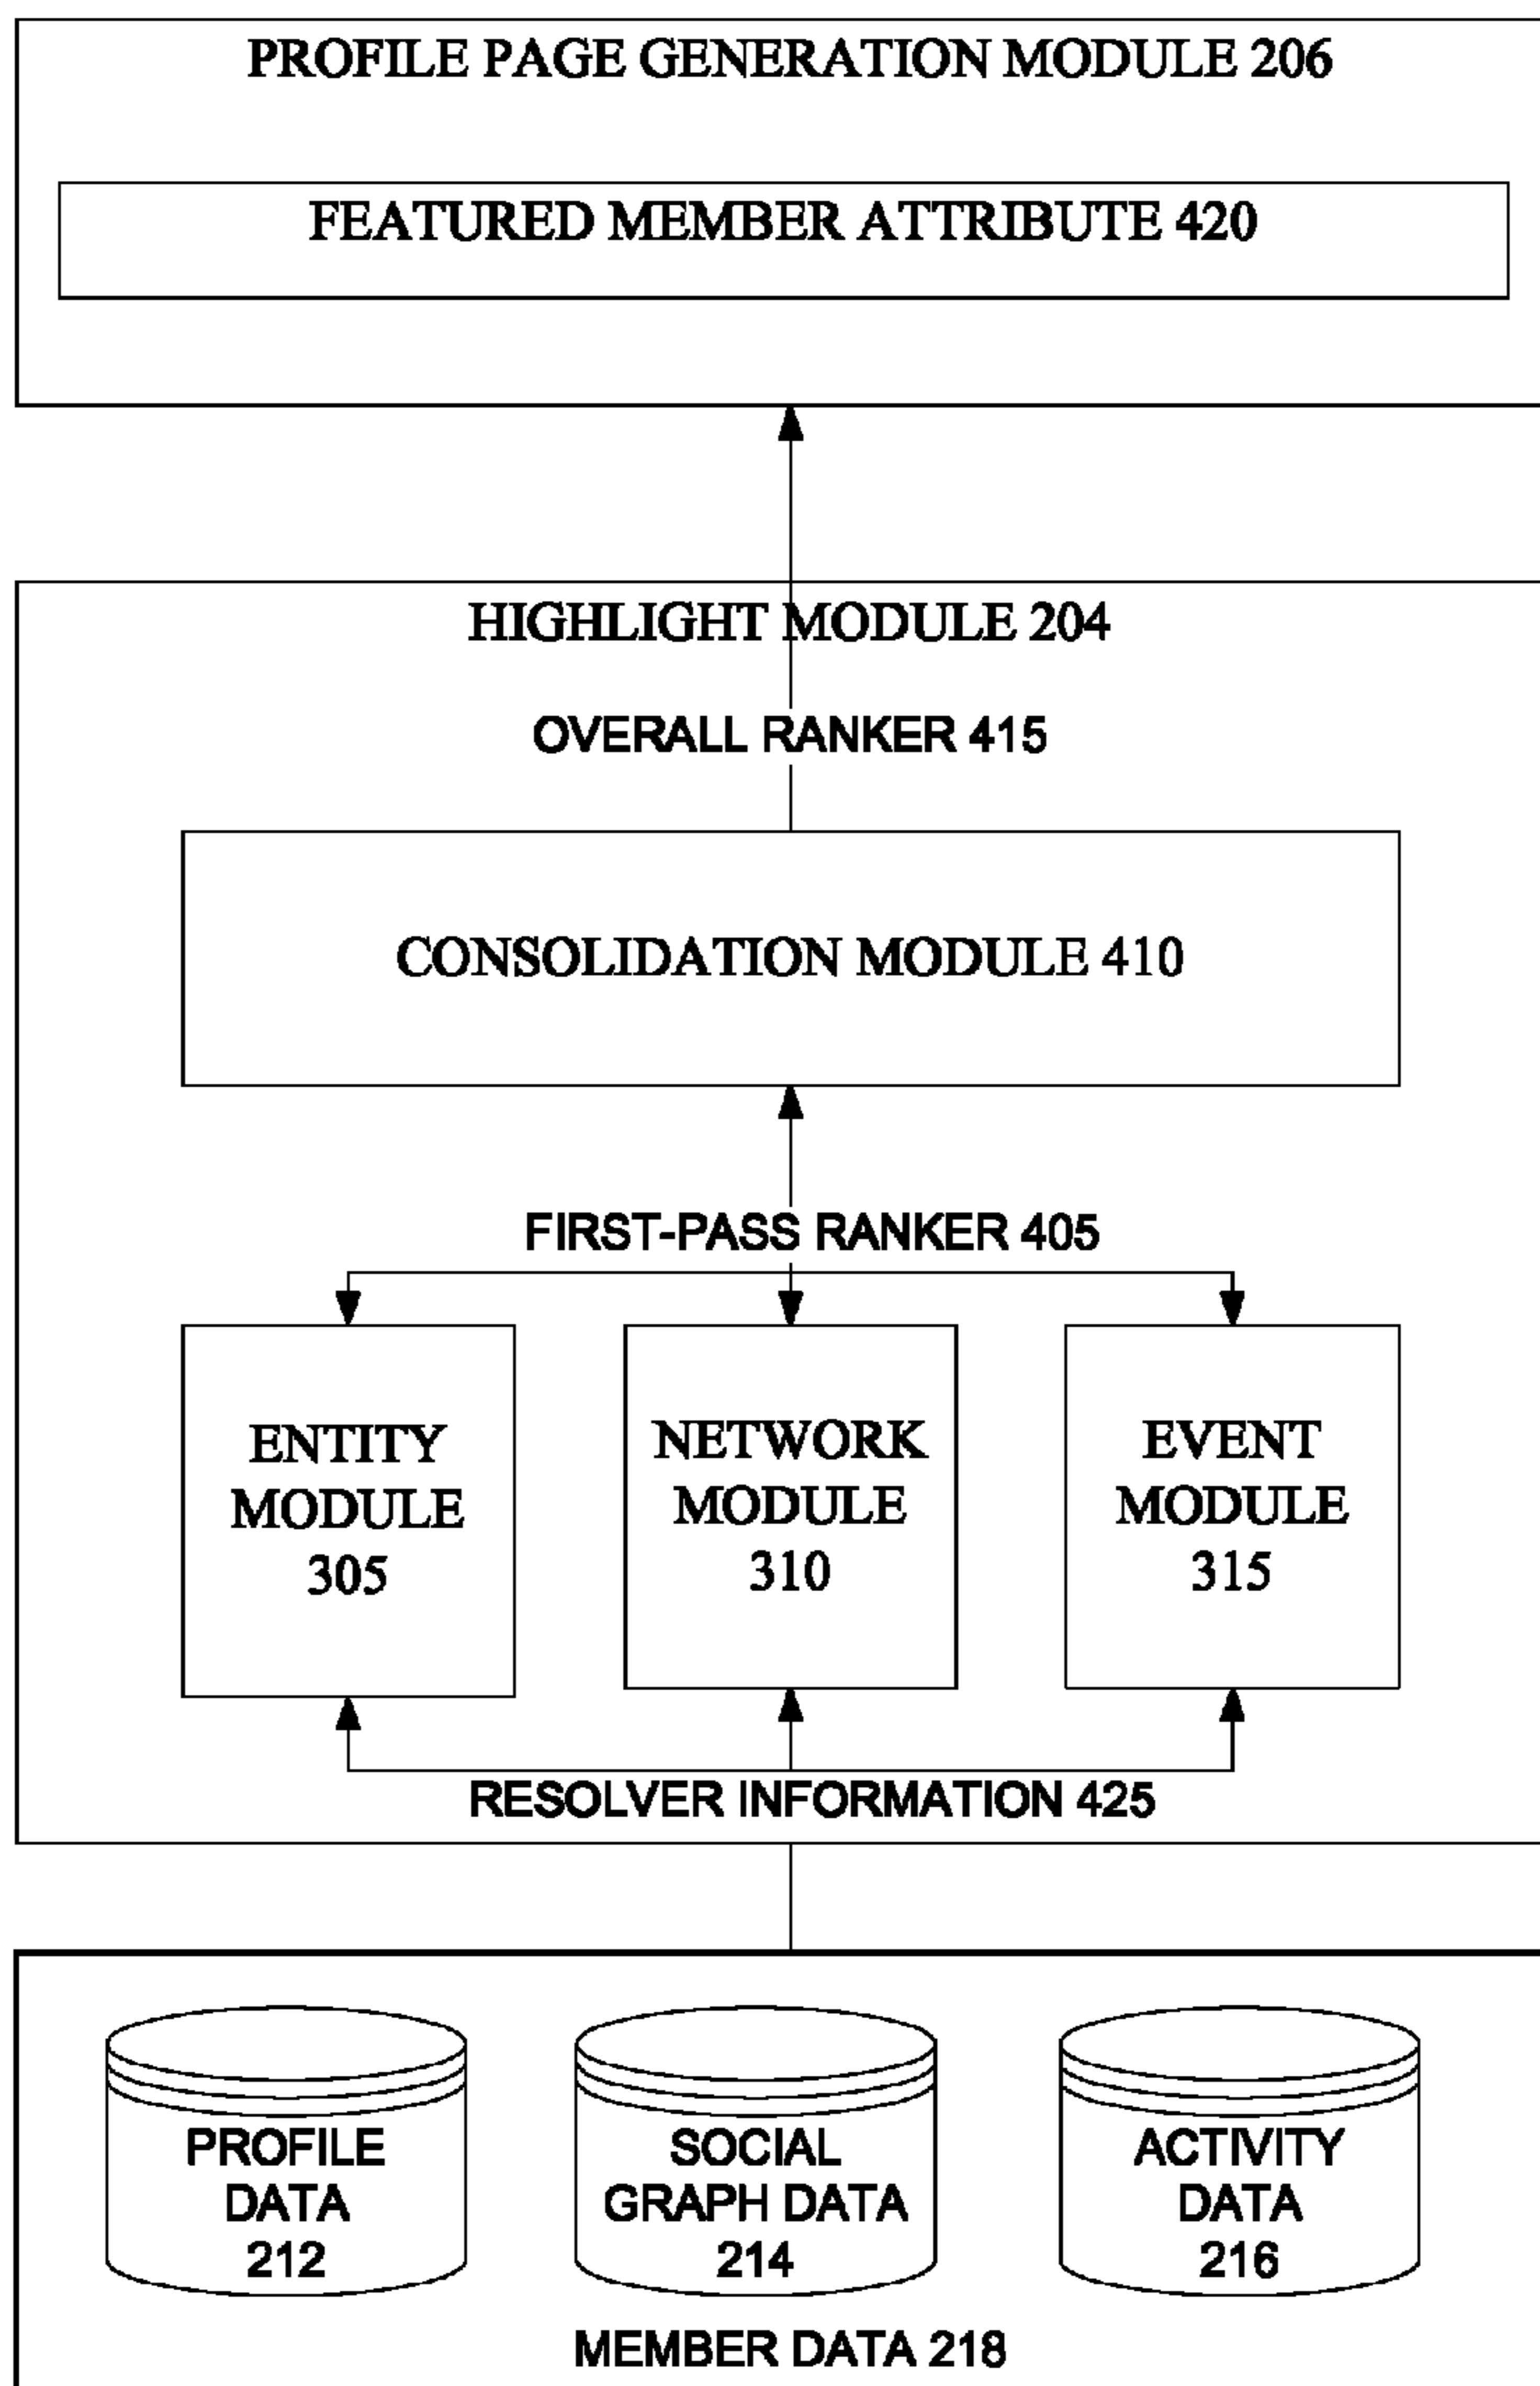 PROFILE PAGE GENERATION MODULE 206
FEATURED MEMBER ATTRIBUTE 420
HIGHLIGHT MODULE 204
OVERALL RANKER 415
CONSOLIDATION MODULE 410
FIRST-PASS RANKER 405
ENTITY
MODULE
305
NETWORK
MODULE
310
EVENT
MODULE
315
RESOLVER INFORMATION 425
PROFILE
DATA
212
SOCIAL
GRAPH DATA
214
ACTIVITY
DATA
216
MEMBER DATA 218